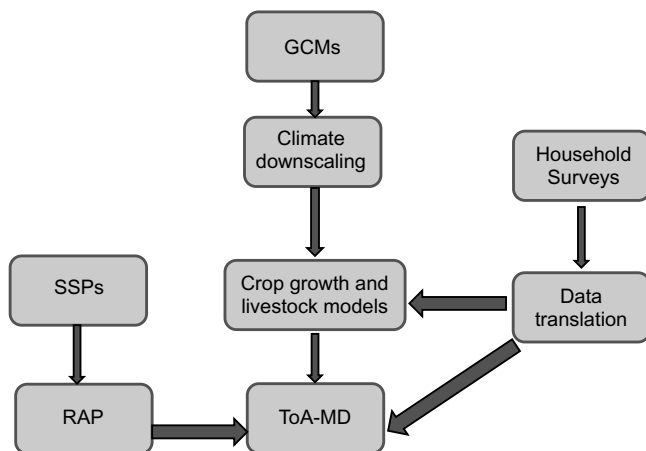 GCMs
Climate
downscaling
Household
Surveys
SSPs
Crop growth and
livestock models
Data
translation
RAP
ToA-MD